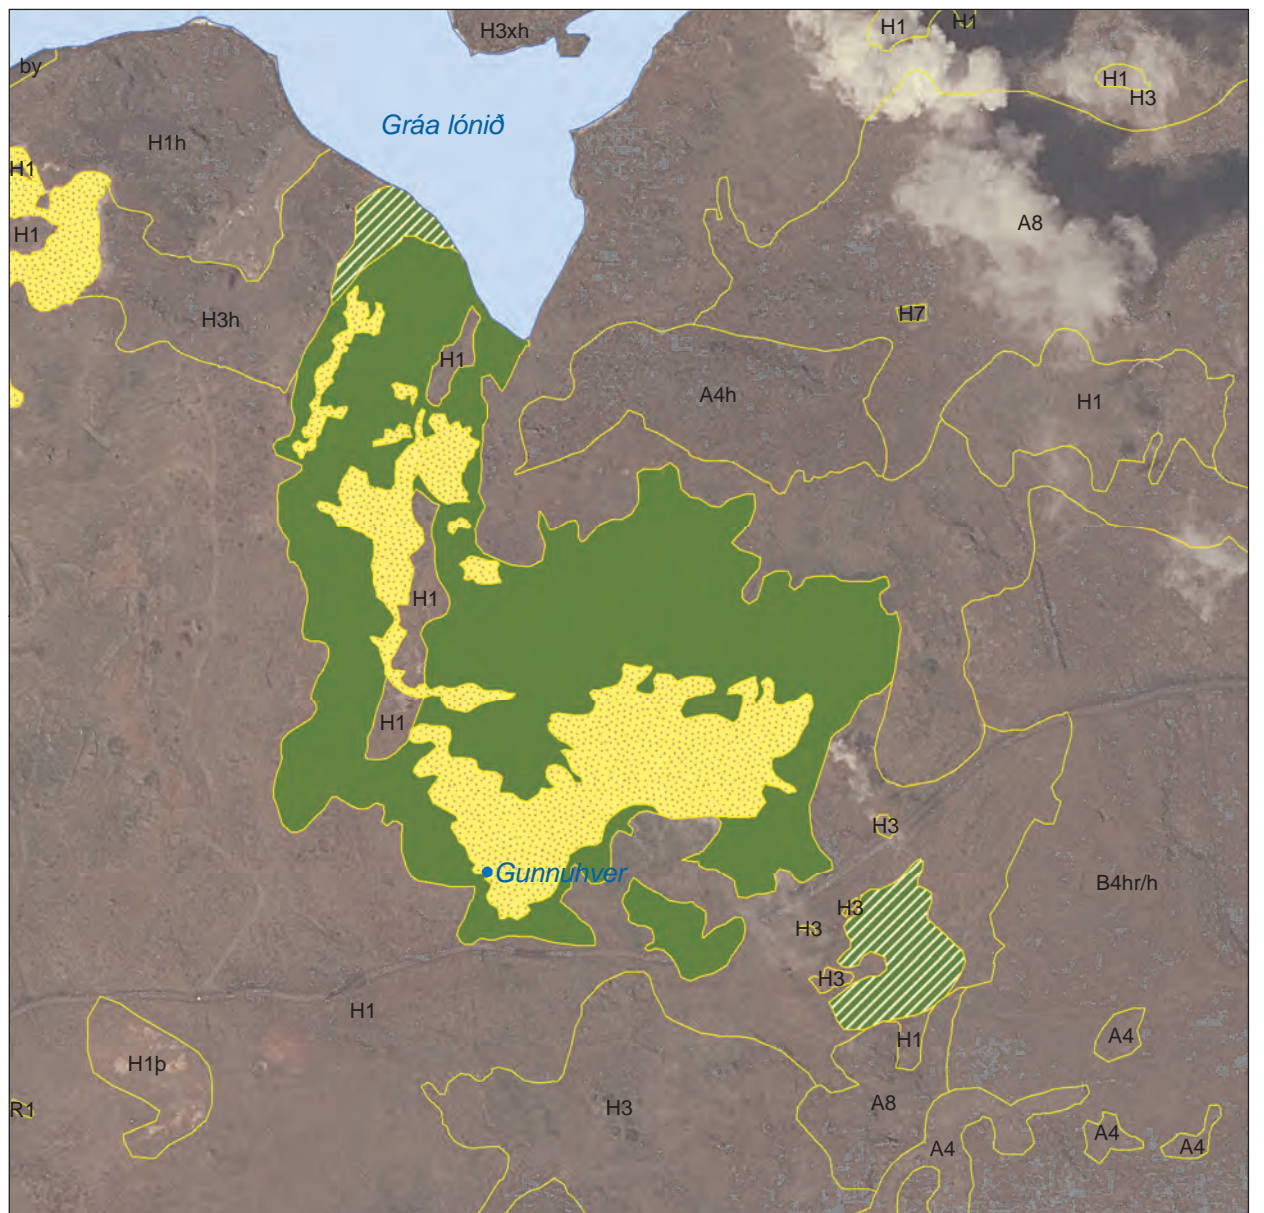 H3xh
H1
H1
by
H1
H3
Gráa lónið
H1h
H1
A8
H1
H7
H3h
H1
A4h
H1
H1
H1
H3
Gunnuhver
B4hr/h
H3
H3
H3
H1
H1
A4
H1þ
R1
H3
A8
A4
A4
A4